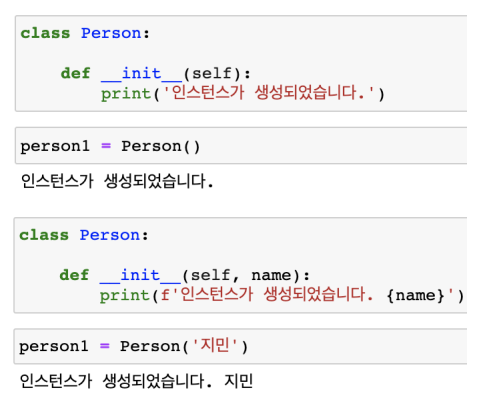 class Person:
def __init__(self):
print('인스턴스가 생성되었습니다.')
person1 = Person()
인스턴스가 생성되었습니다.
class Person:
def __init__(self, name):
print(f'인스턴스가 생성되었습니다. {name}')
person1 = Person('지민')
인스턴스가 생성되었습니다. 지민